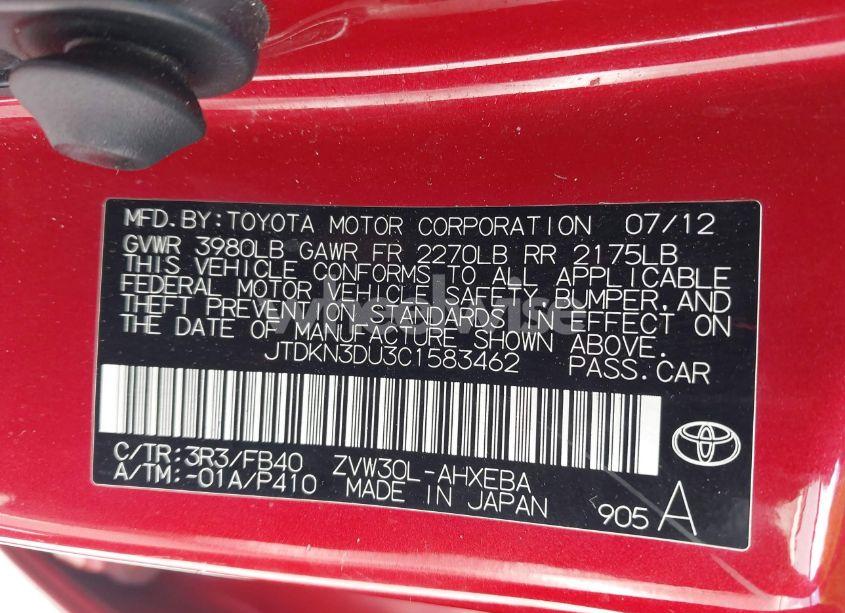 MFD.BY:TOYOTA MOTOR CORPORATION 07/12
GVWR 3980LB GAWR FR 2270LB RR 2175LB
THIS VEHICLE CONFORMS TO ALL APPLICABLE
FEDERAL MOTOR VEHICLE SAFETY,BUMPER,AND
THEFT PREVENTION STANDARDS IN EFFECT ON
THE DATE OF MANUFACTURE SHOWN ABOVE.
JTDKN3DU3C1583462 PASS.CAR
C/TR:3R3/FB40 ZVW30L-AHXEBA
A/TM:-01A/P410 MADE IN JAPAN
905 A
wheelwise